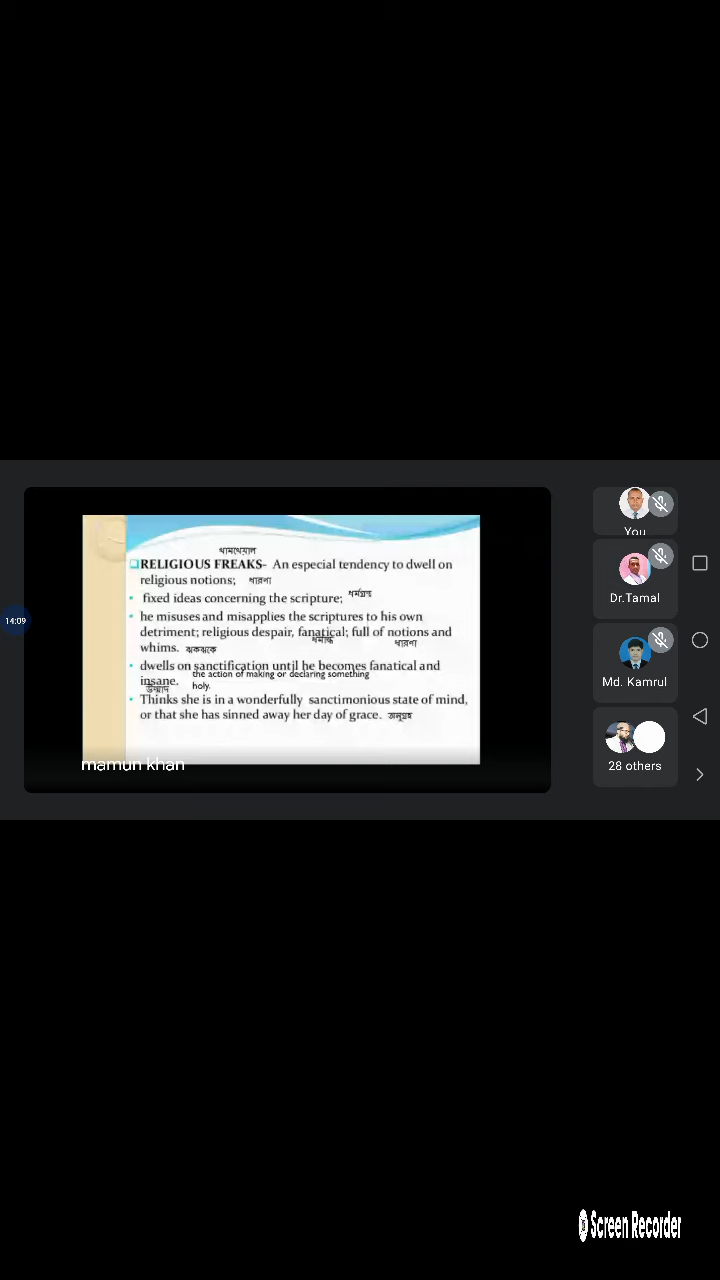 খামখেয়াল
RELIGIOUS FREAKS- An especial tendency to dwell on
religious notions; ধারণা
fixed ideas concerning the scripture; ধর্মগ্রন্থ
he misuses and misapplies the scriptures to his own
detriment; religious despair, fanatical; full of notions and
ধর্মান্ধ ধারণা
whims. ঝকঝকে
dwells on sanctification until he becomes fanatical and
the action of making or declaring something
insane.
holy.
উন্মাদ
Thinks she is in a wonderfully sanctimonious state of mind,
or that she has sinned away her day of grace. অনুগ্রহ
mamun khan
14:09
You
Dr.Tamal
Md. Kamrul
28 others
Screen Recorder